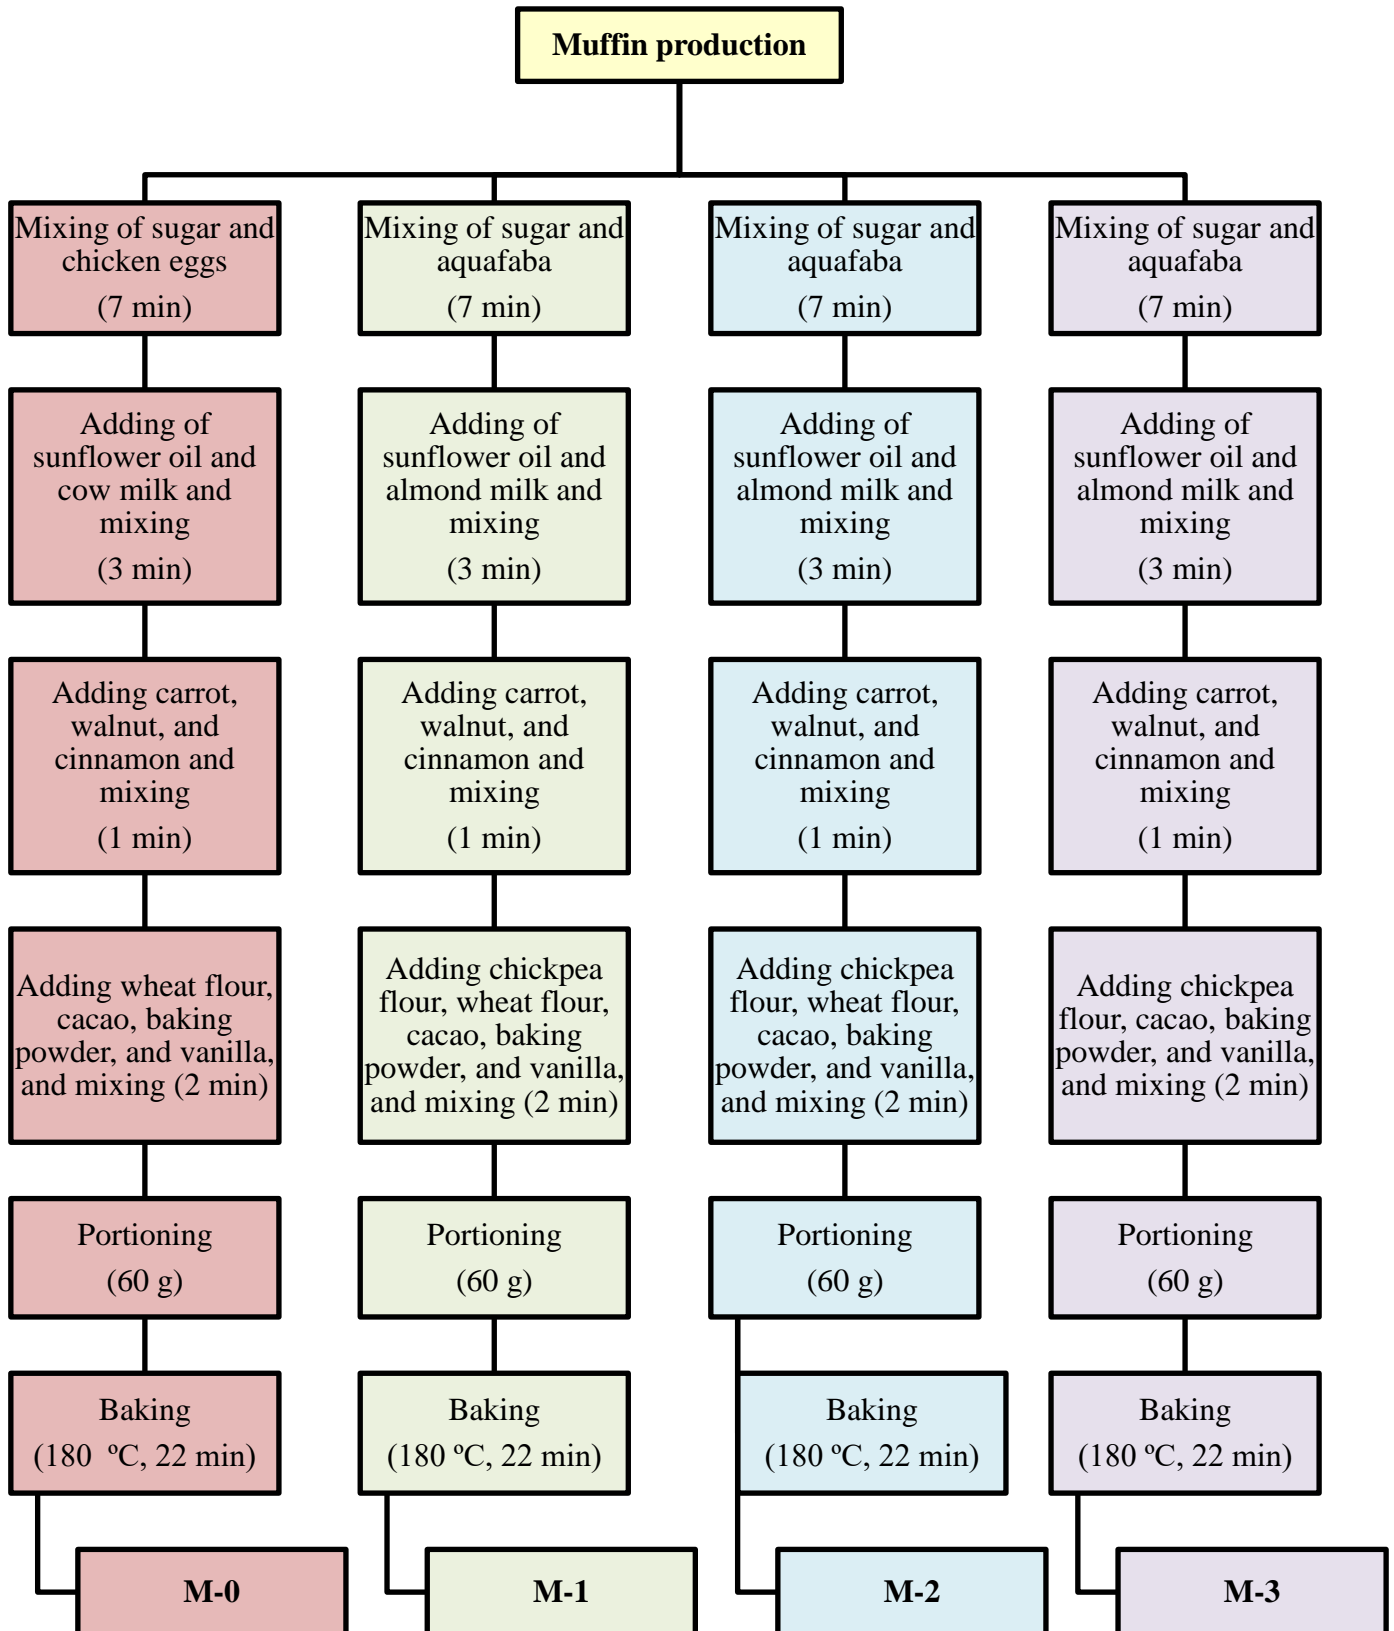 Muffin production
Mixing of sugar and
chicken eggs
(7 min)
Adding of
sunflower oil and
cow milk and
mixing
(3 min)
Adding carrot,
walnut, and
cinnamon and
mixing
(1 min)
Adding wheat flour,
cacao, baking
powder, and vanilla,
and mixing (2 min)
Portioning
(60 g)
Baking
(180 ºC, 22 min)
M-0
Mixing of sugar and
aquafaba
(7 min)
Adding of
sunflower oil and
almond milk and
mixing
(3 min)
Adding carrot,
walnut, and
cinnamon and
mixing
(1 min)
Adding chickpea
flour, wheat flour,
cacao, baking
powder, and vanilla,
and mixing (2 min)
Portioning
(60 g)
Baking
(180 ºC, 22 min)
M-1
Mixing of sugar and
aquafaba
(7 min)
Adding of
sunflower oil and
almond milk and
mixing
(3 min)
Adding carrot,
walnut, and
cinnamon and
mixing
(1 min)
Adding chickpea
flour, wheat flour,
cacao, baking
powder, and vanilla,
and mixing (2 min)
Portioning
(60 g)
Baking
(180 ºC, 22 min)
M-2
Mixing of sugar and
aquafaba
(7 min)
Adding of
sunflower oil and
almond milk and
mixing
(3 min)
Adding carrot,
walnut, and
cinnamon and
mixing
(1 min)
Adding chickpea
flour, cacao, baking
powder, and vanilla,
and mixing (2 min)
Portioning
(60 g)
Baking
(180 ºC, 22 min)
M-3